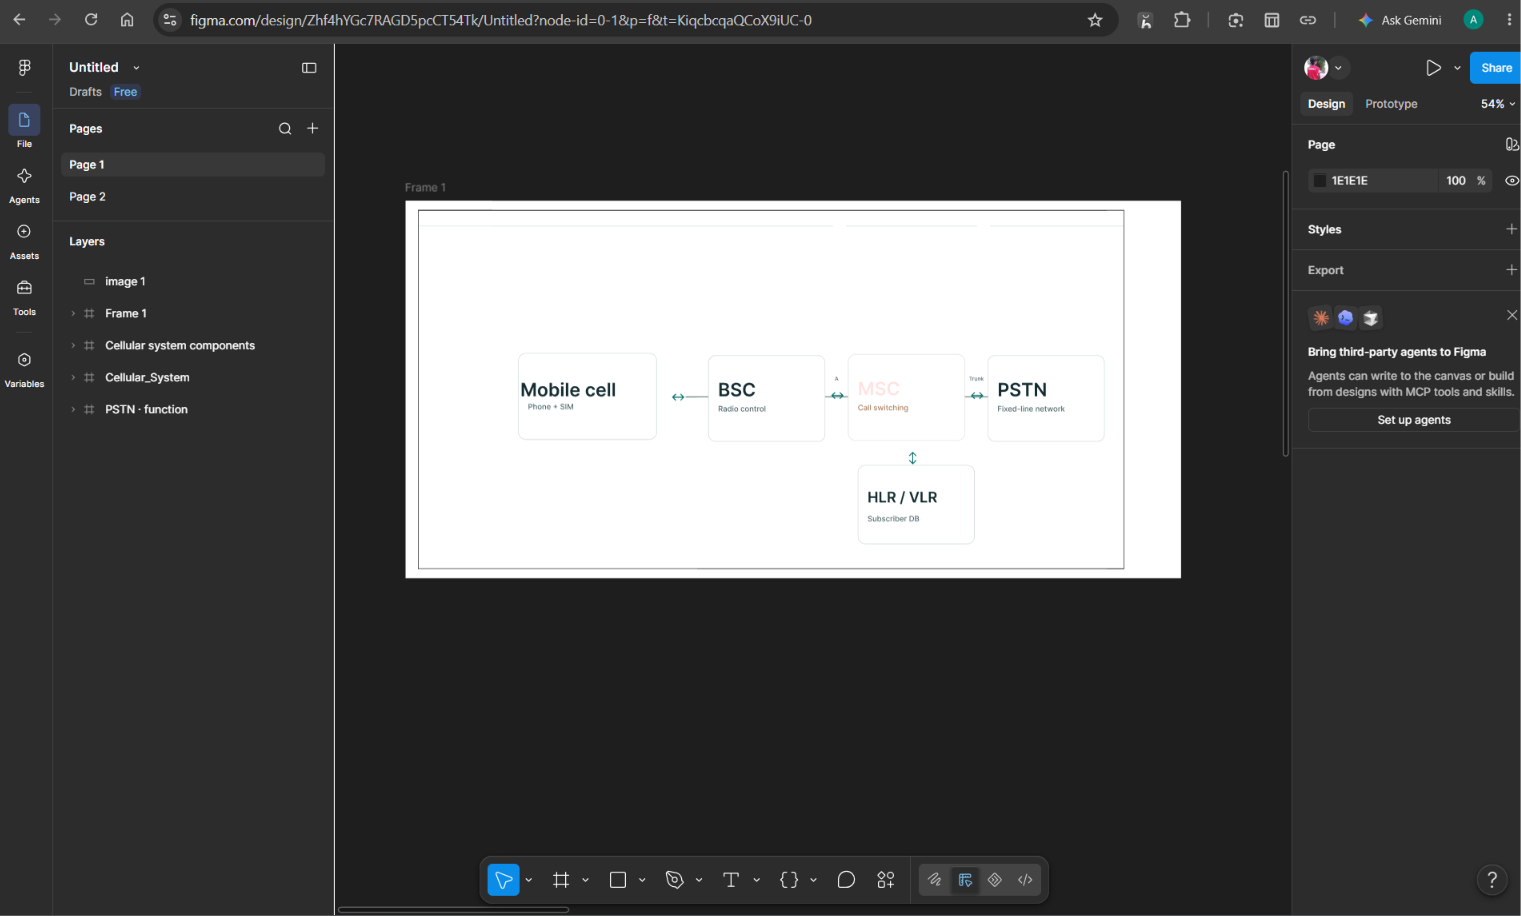 figma.com/design/Zhf4hYGc7RAGD5pcCT54Tk/Untitled?node-id=0-1&p=f&t=KiqcbcqaQCoX9iUC-0
Ask Gemini
A
Untitled
Drafts Free
File
Agents
Assets
Tools
Variables
Pages
Page 1
Page 2
Layers
image 1
Frame 1
Cellular system components
Cellular_System
PSTN · function
Frame 1
Mobile cell
Phone + SIM
BSC
Radio control
A
MSC
Call switching
Trunk
PSTN
Fixed-line network
HLR / VLR
Subscriber DB
Share
Design Prototype 54%
Page
1E1E1E 100 %
Styles
Export
Bring third-party agents to Figma
Agents can write to the canvas or build
from designs with MCP tools and skills.
Set up agents
?